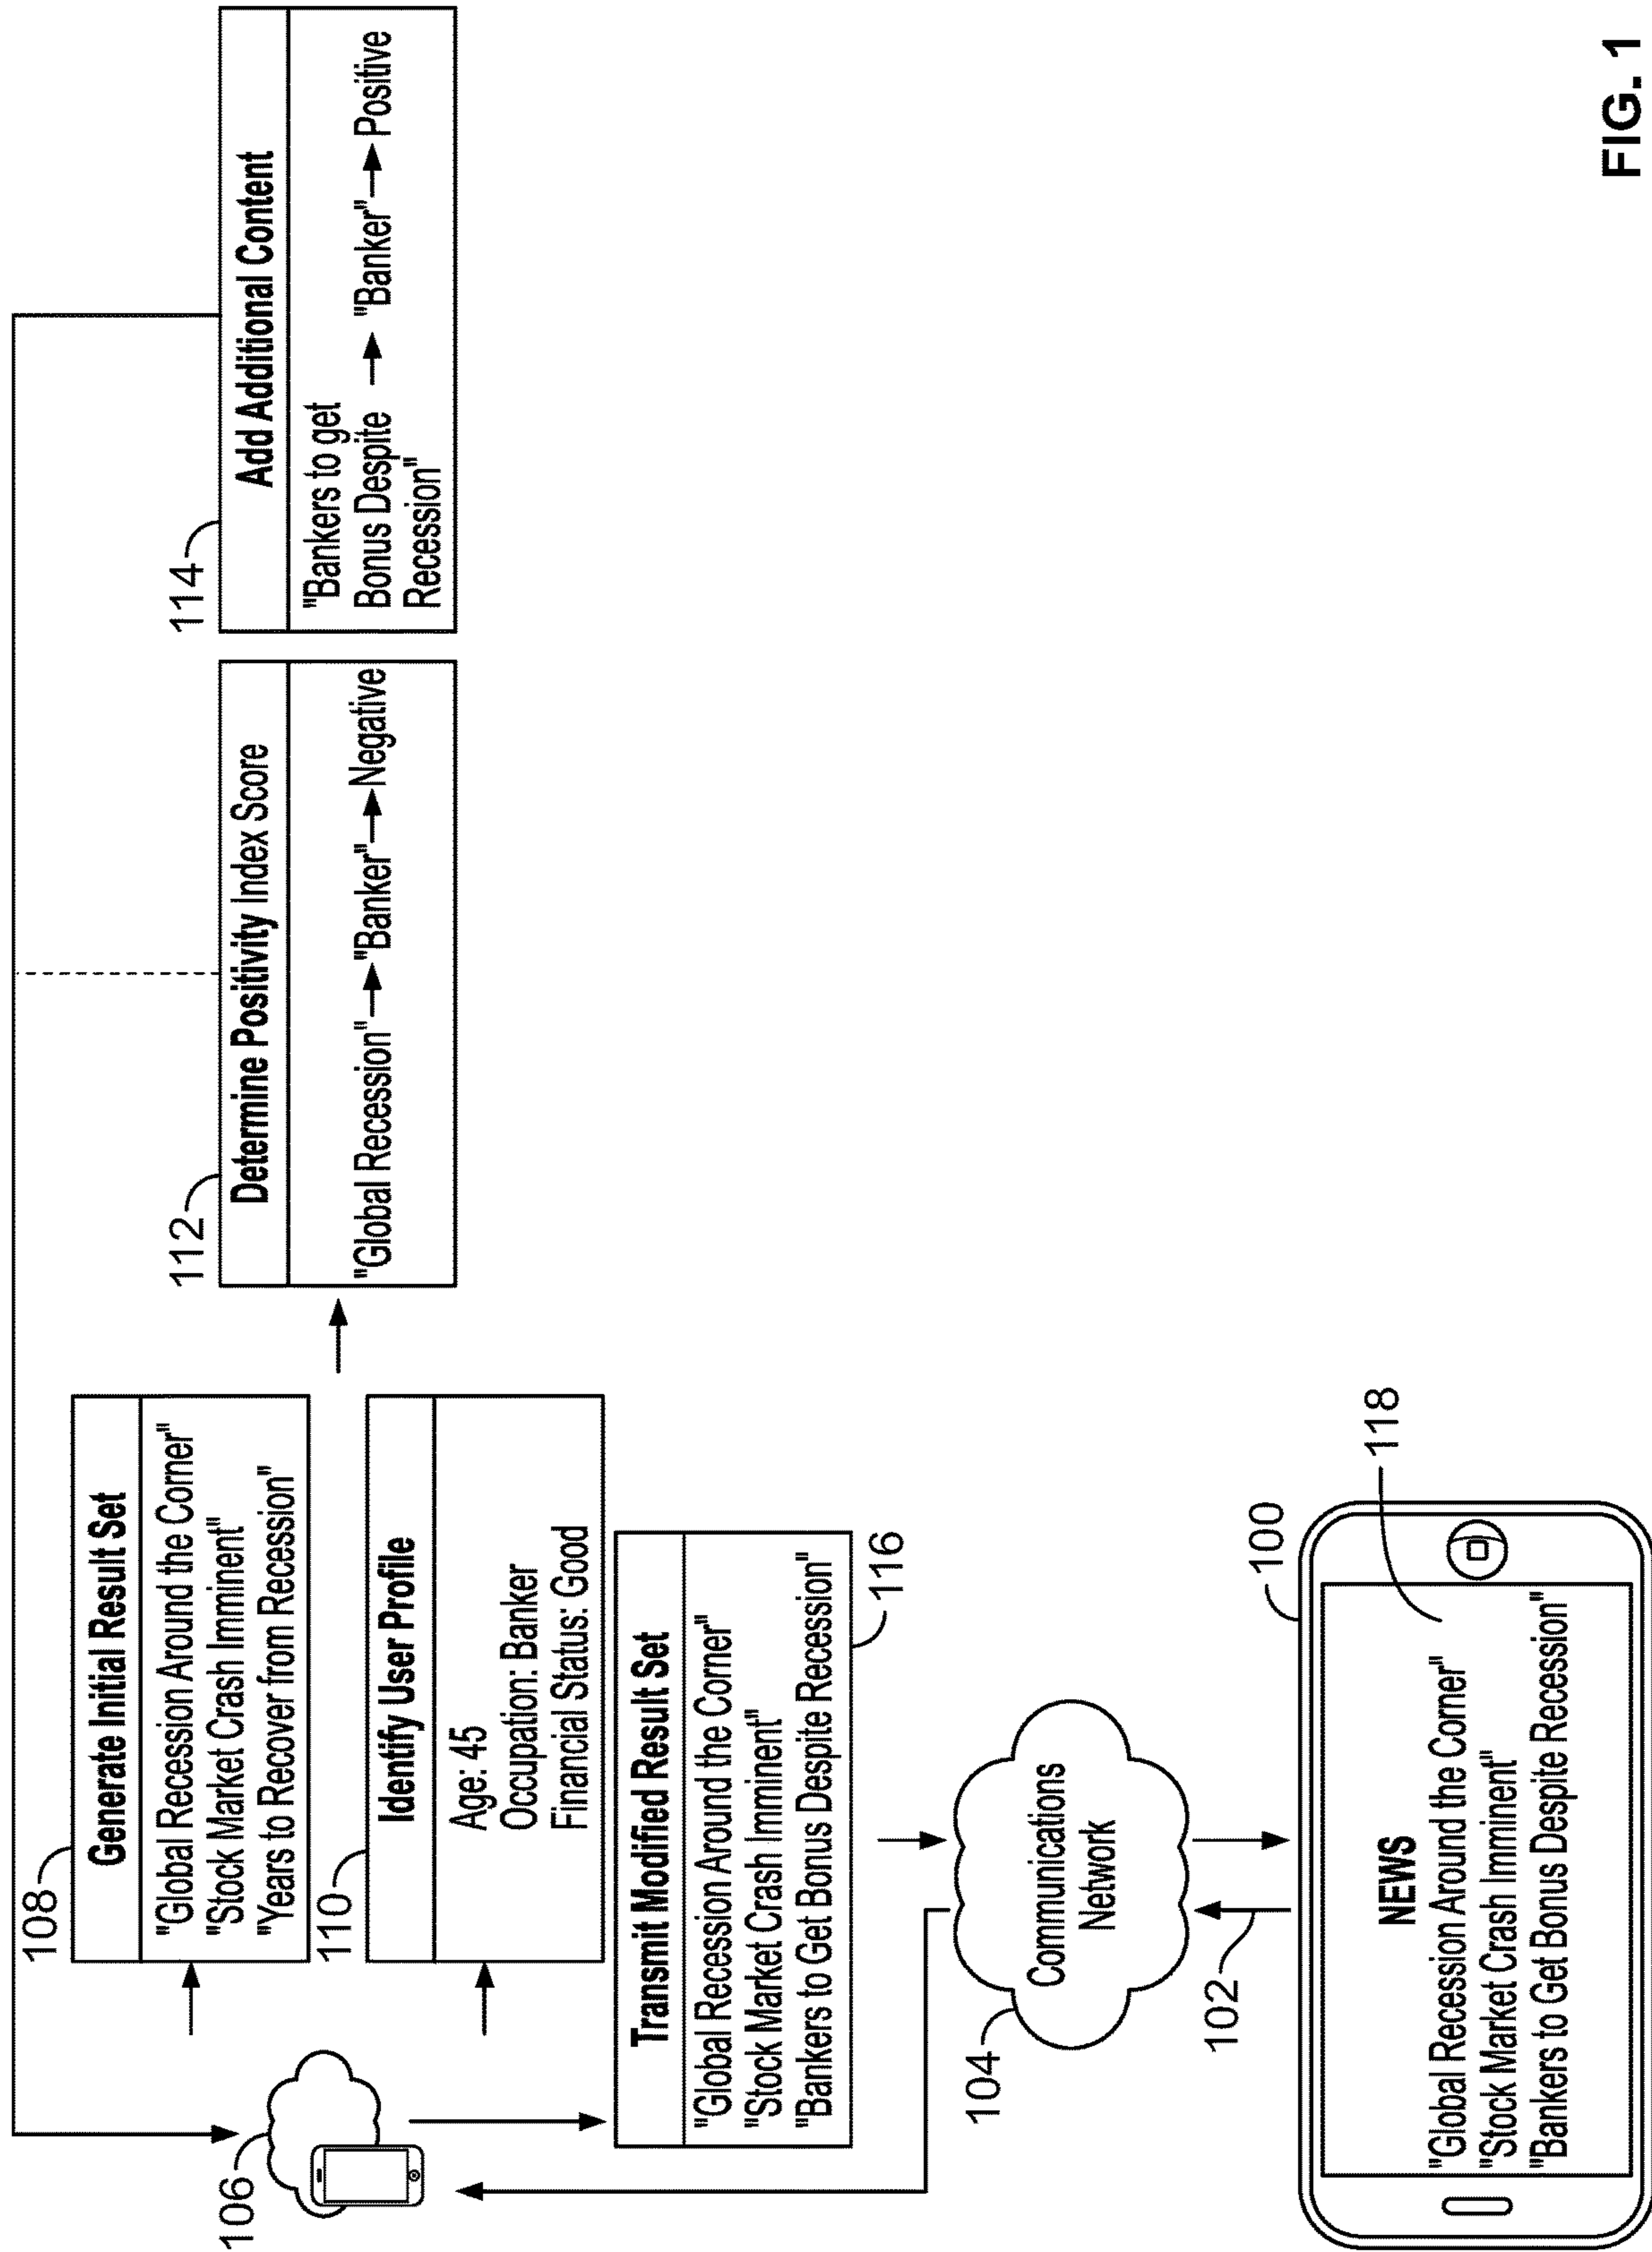 108
Generate Initial Result Set
"Global Recession Around the Corner"
"Stock Market Crash Imminent"
"Years to Recover from Recession"
110
Identify User Profile
Age: 45
Occupation: Banker
Financial Status: Good
112
Determine Positivity Index Score
"Global Recession" "Banker" Negative
114
Add Additional Content
"Bankers to get
Bonus Despite
Recession"
"Banker" Positive
106
Transmit Modified Result Set
"Global Recession Around the Corner"
"Stock Market Crash Imminent"
"Bankers to Get Bonus Despite Recession"
116
104
Communications
Network
102
100
NEWS
"Global Recession Around the Corner"
"Stock Market Crash Imminent"
"Bankers to Get Bonus Despite Recession"
118
FIG. 1